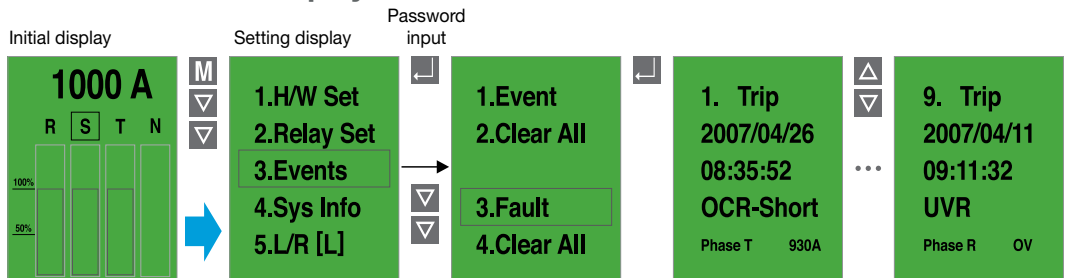 Password
input
Initial display
Setting display
1000 A
R S T N
100%
50%
M
1.H/W Set
2.Relay Set
3.Events
4.Sys Info
5.L/R [L]
1.Event
2.Clear All
3.Fault
4.Clear All
1. Trip
2007/04/26
08:35:52
OCR-Short
Phase T 930A
...
9. Trip
2007/04/11
09:11:32
UVR
Phase R OV